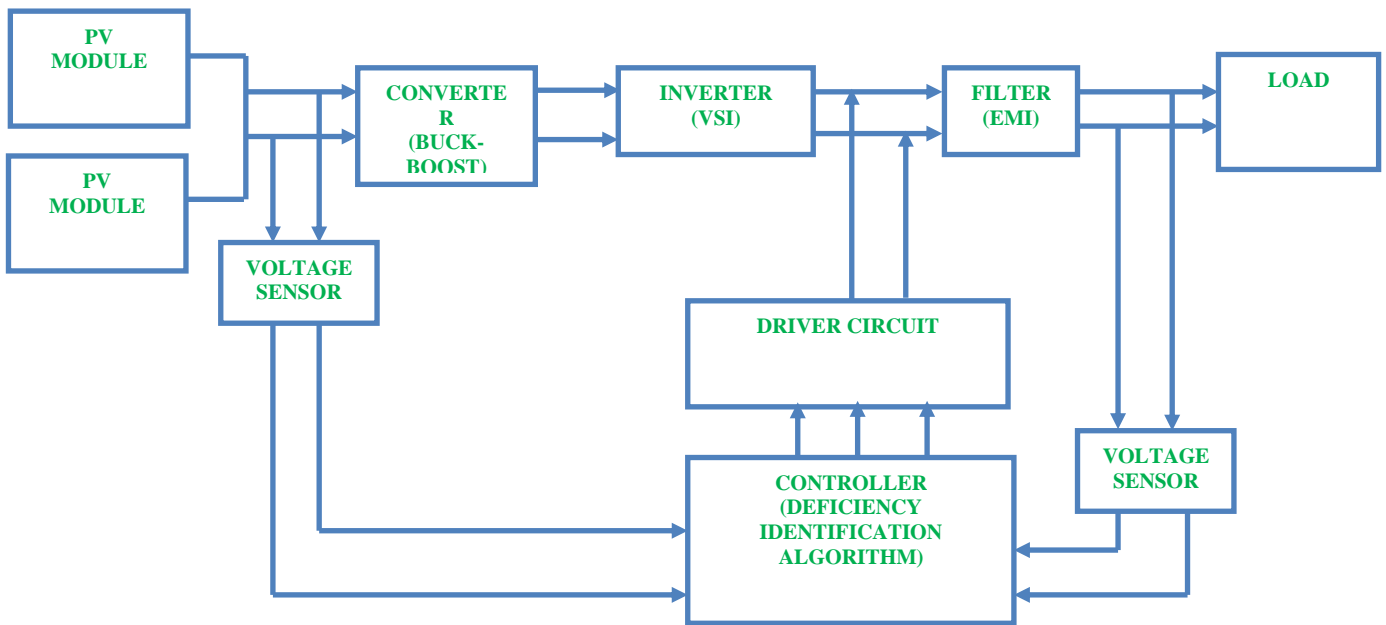 PV
MODULE
CONVERTE
R
(BUCK-
BOOST)
INVERTER
(VSI)
FILTER
(EMI)
LOAD
PV
MODULE
VOLTAGE
SENSOR
DRIVER CIRCUIT
VOLTAGE
SENSOR
CONTROLLER
(DEFICIENCY
IDENTIFICATION
ALGORITHM)